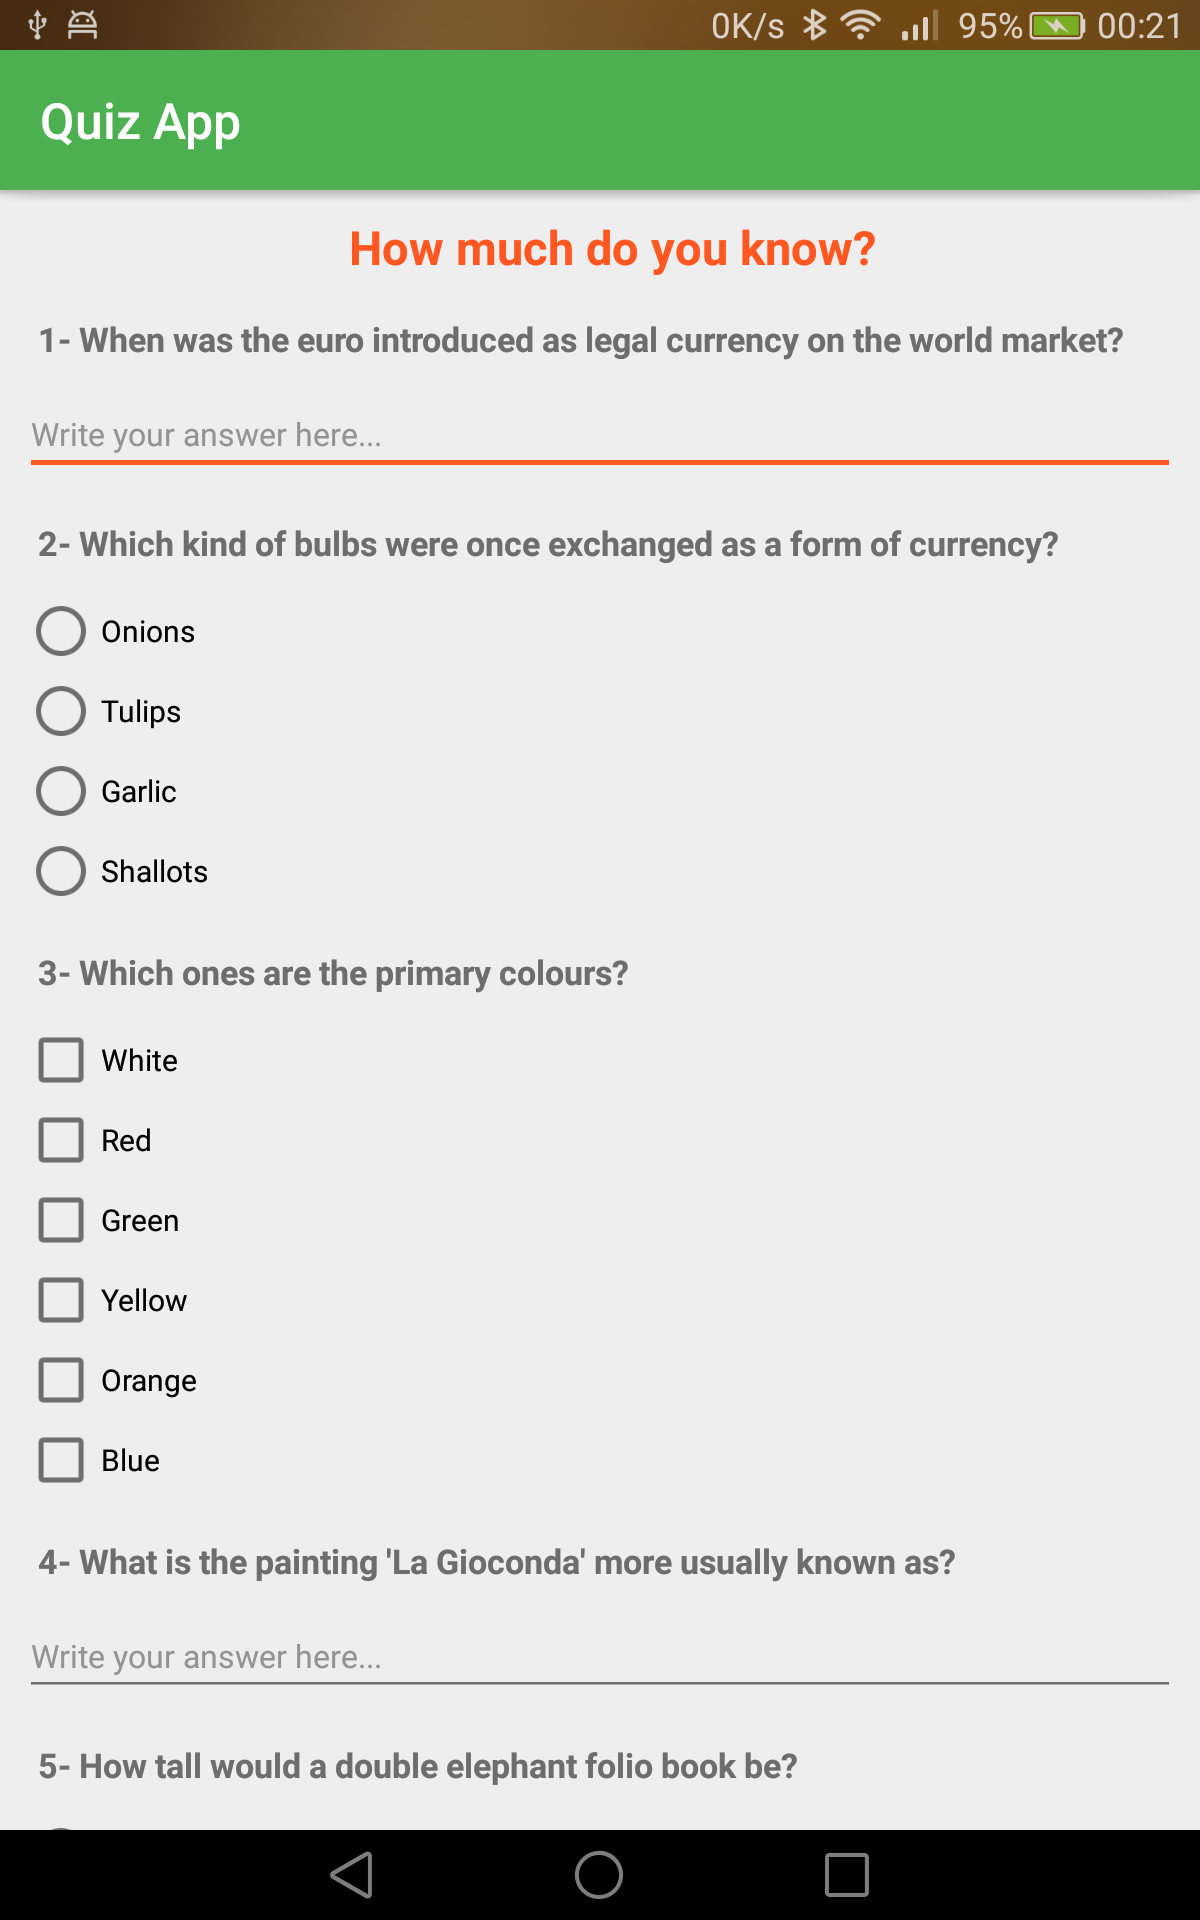 0K/s 95% 00:21
Quiz App
How much do you know?
1- When was the euro introduced as legal currency on the world market?
Write your answer here...
2- Which kind of bulbs were once exchanged as a form of currency?
Onions
Tulips
Garlic
Shallots
3- Which ones are the primary colours?
White
Red
Green
Yellow
Orange
Blue
4- What is the painting 'La Gioconda' more usually known as?
Write your answer here...
5- How tall would a double elephant folio book be?